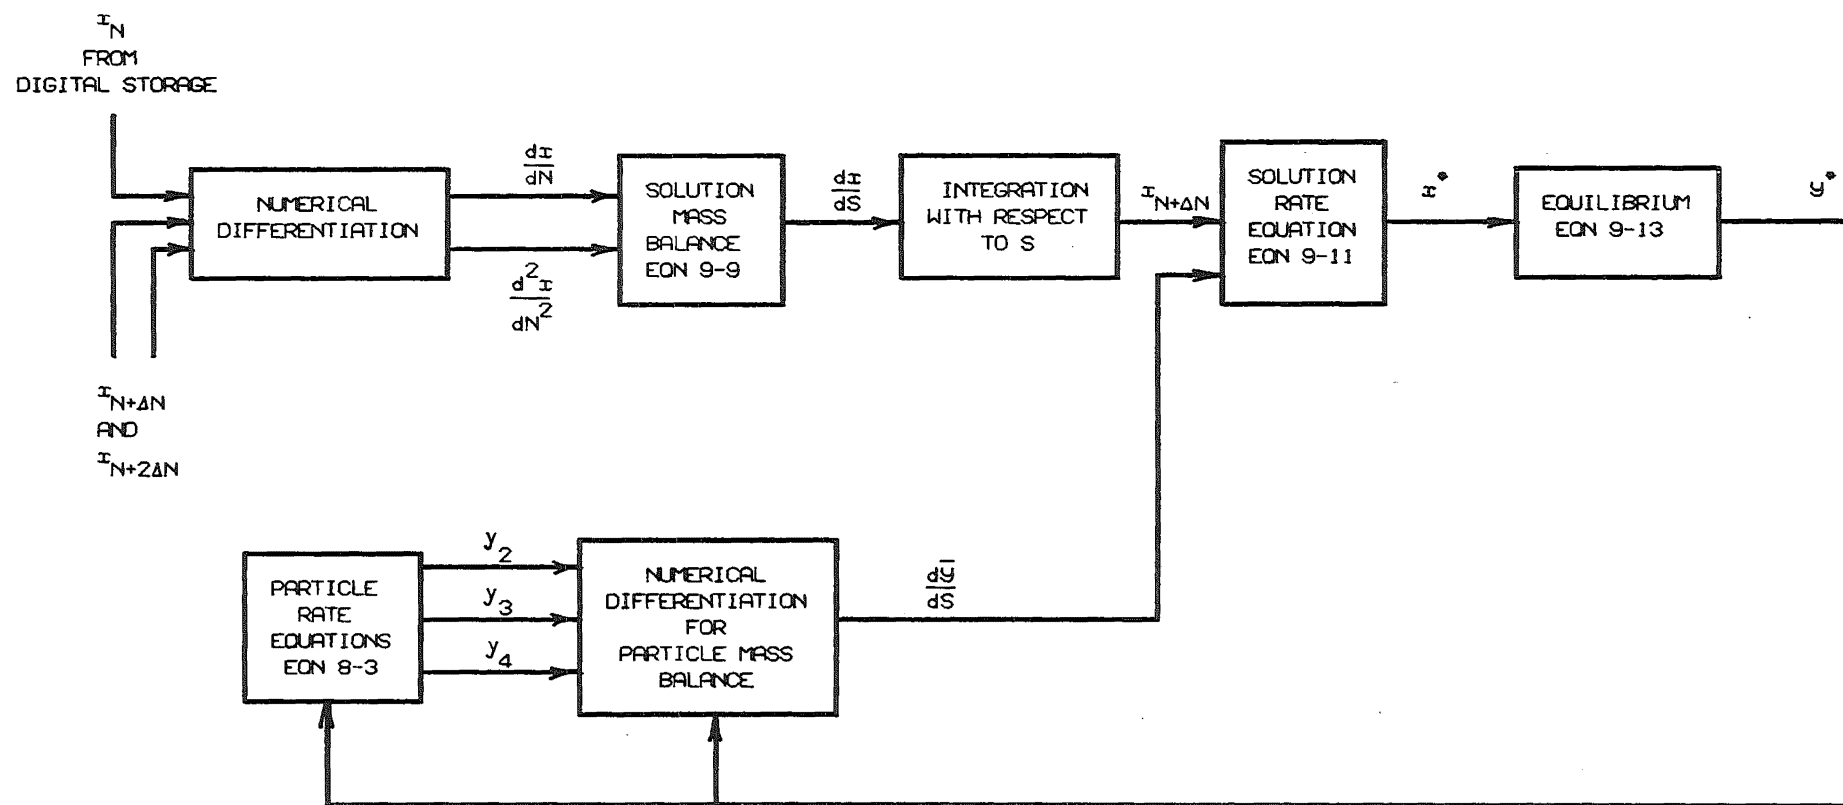 x_N
FROM
DIGITAL STORAGE
NUMERICAL
DIFFERENTIATION
dx/dN
d²x/dN²
SOLUTION
MASS
BALANCE
EQN 9-9
dx/dS
INTEGRATION
WITH RESPECT
TO S
x_N+ΔN
SOLUTION
RATE
EQUATION
EQN 9-11
x*
EQUILIBRIUM
EQN 9-13
y*
x_N+ΔN
AND
x_N+2ΔN
PARTICLE
RATE
EQUATIONS
EQN 8-3
y_2
y_3
y_4
NUMERICAL
DIFFERENTIATION
FOR
PARTICLE MASS
BALANCE
dȳ/dS